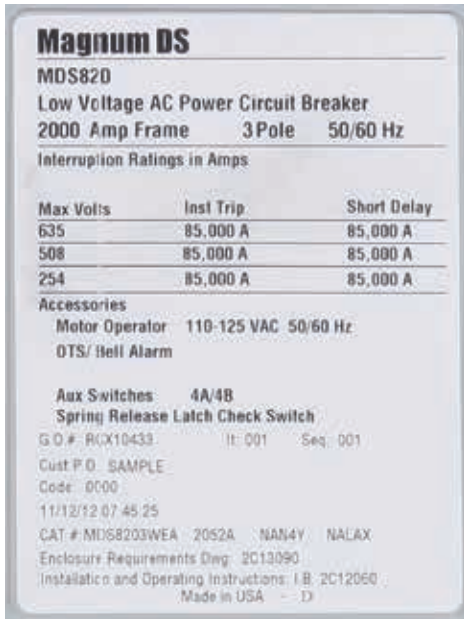 Magnum DS
MDS820
Low Voltage AC Power Circuit Breaker
2000 Amp Frame 3 Pole 50/60 Hz
Interruption Ratings in Amps
Max Volts Inst Trip Short Delay
635 85,000 A 85,000 A
508 85,000 A 85,000 A
254 85,000 A 85,000 A
Accessories
Motor Operator 110-125 VAC 50/60 Hz
OTS/ Bell Alarm
Aux Switches 4A/4B
Spring Release Latch Check Switch
G.O.# RCX10433 It: 001 Seq: 001
Cust P.O. SAMPLE
Code: 0000
11/12/12 07:45:25
CAT # MDS8203WEA 2052A NAN4Y NALAX
Enclosure Requirements Dwg: 2C13090
Installation and Operating Instructions: I.B. 2C12060
Made in USA - D